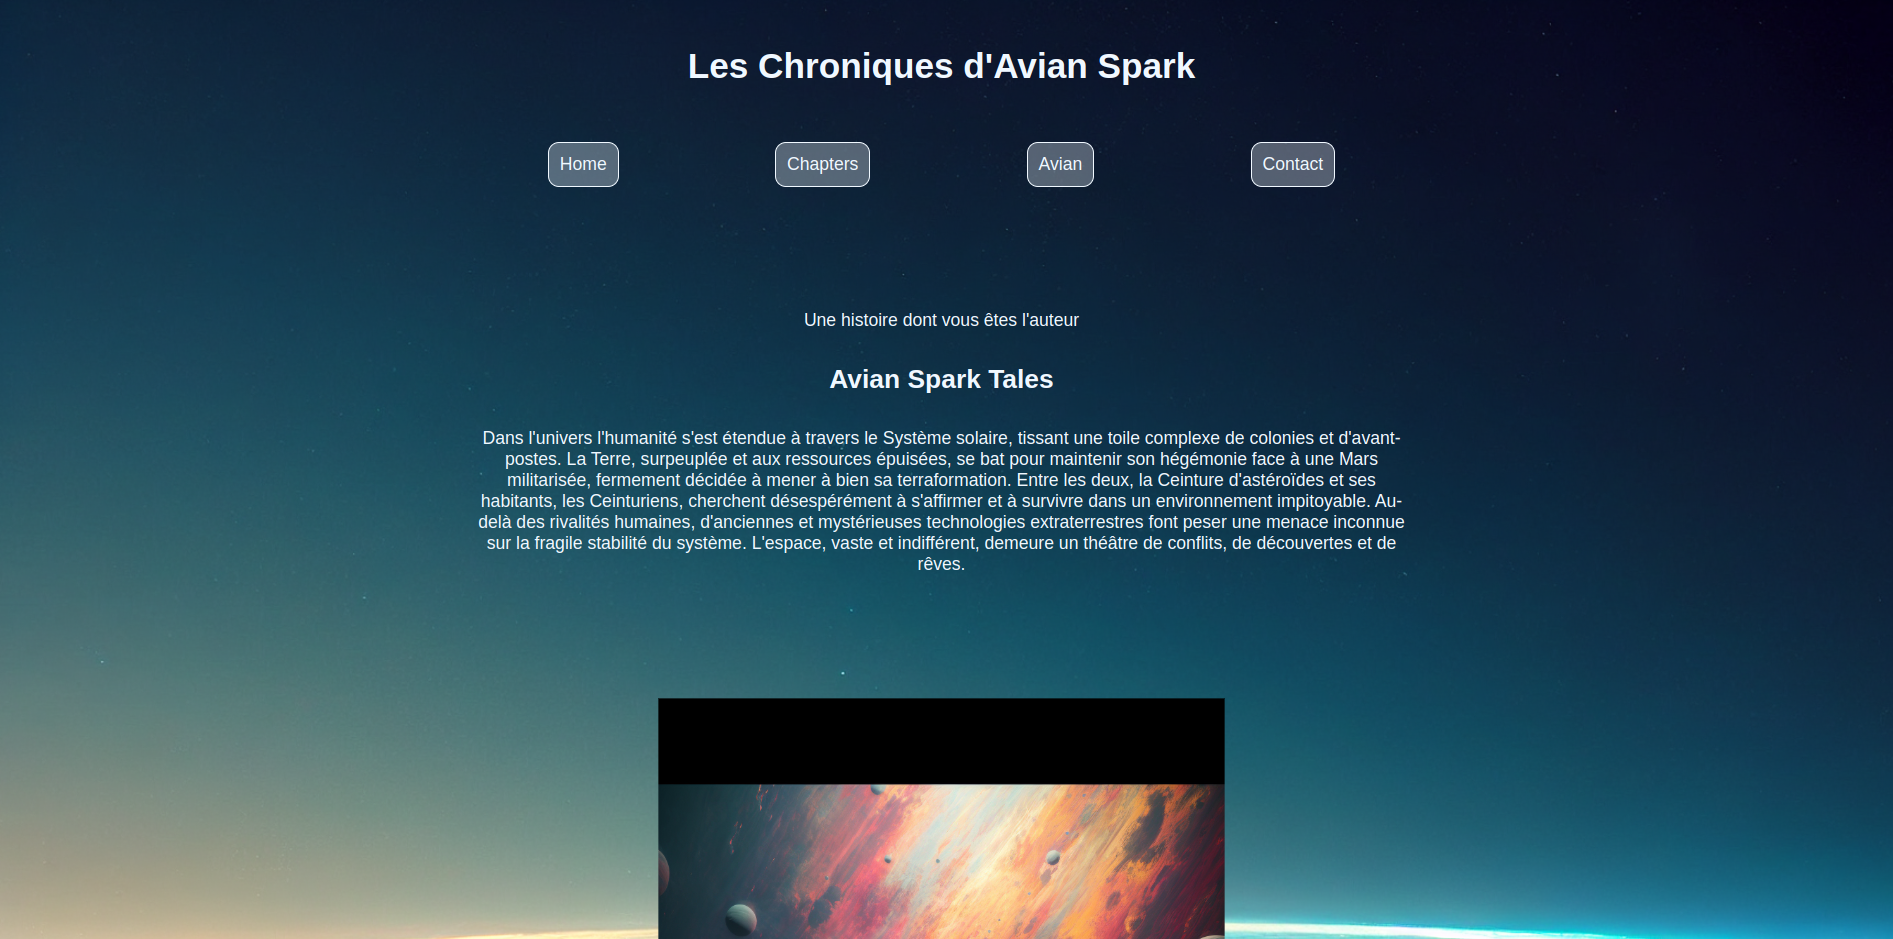 Les Chroniques d'Avian Spark
Home
Chapters
Avian
Contact
Une histoire dont vous êtes l'auteur
Avian Spark Tales
Dans l'univers l'humanité s'est étendue à travers le Système solaire, tissant une toile complexe de colonies et d'avant-
postes. La Terre, surpeuplée et aux ressources épuisées, se bat pour maintenir son hégémonie face à une Mars
militarisée, fermement décidée à mener à bien sa terraformation. Entre les deux, la Ceinture d'astéroïdes et ses
habitants, les Ceinturiens, cherchent désespérément à s'affirmer et à survivre dans un environnement impitoyable. Au-
delà des rivalités humaines, d'anciennes et mystérieuses technologies extraterrestres font peser une menace inconnue
sur la fragile stabilité du système. L'espace, vaste et indifférent, demeure un théâtre de conflits, de découvertes et de
rêves.